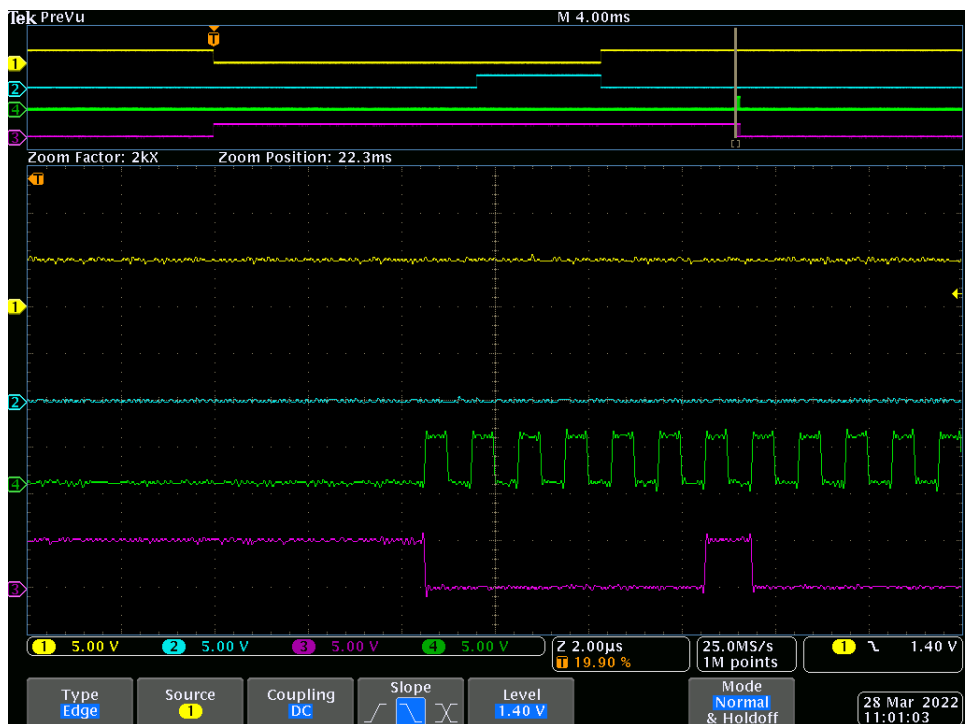 Tek PreVu M 4.00ms
T
1
2
4
3
Zoom Factor: 2kX Zoom Position: 22.3ms
T
1
2
4
3
1 5.00 V 2 5.00 V 3 5.00 V 4 5.00 V
Z 2.00µs
T 19.90 %
25.0MS/s
1M points
1 1.40 V
Type
Edge
Source
1
Coupling
DC
Slope
Level
1.40 V
Mode
Normal
& Holdoff
28 Mar 2022
11:01:03